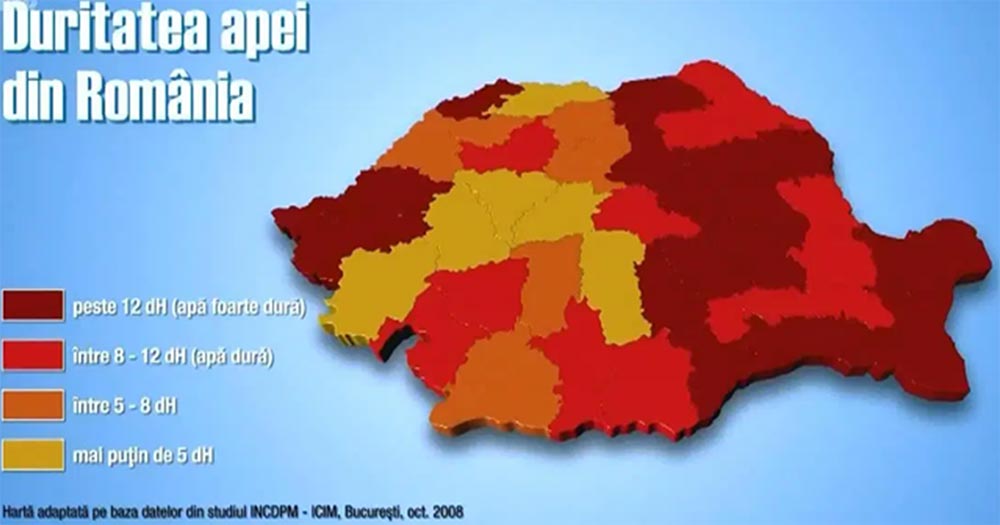 Duritatea apei
din România
peste 12 dH (apă foarte dură)
între 8 - 12 dH (apă dură)
între 5 - 8 dH
mai puţin de 5 dH
Hartă adaptată pe baza datelor din studiul INCDPM - ICIM, Bucureşti, oct. 2008